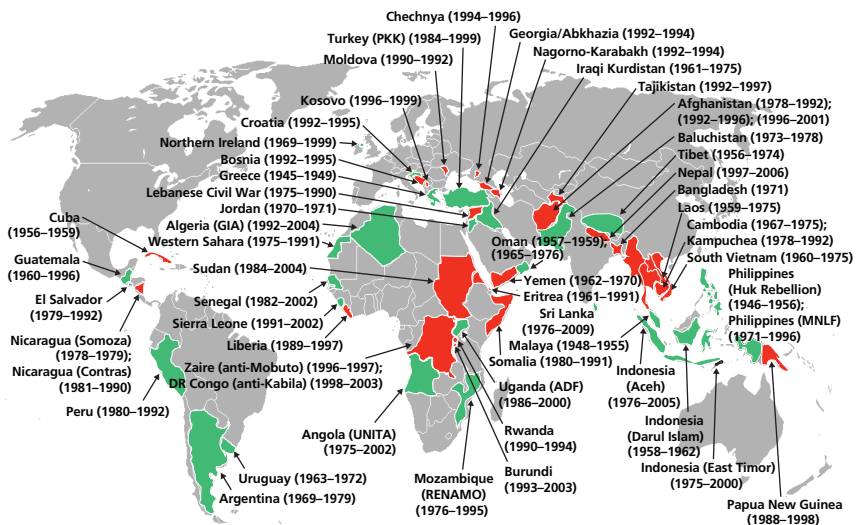 Chechnya (1994–1996)
Turkey (PKK) (1984–1999)
Georgia/Abkhazia (1992–1994)
Moldova (1990–1992)
Nagorno-Karabakh (1992–1994)
Iraqi Kurdistan (1961–1975)
Tajikistan (1992–1997)
Kosovo (1996–1999)
Afghanistan (1978–1992);
(1992–1996); (1996–2001)
Croatia (1992–1995)
Baluchistan (1973–1978)
Northern Ireland (1969–1999)
Tibet (1956–1974)
Bosnia (1992–1995)
Nepal (1997–2006)
Greece (1945–1949)
Bangladesh (1971)
Lebanese Civil War (1975–1990)
Laos (1959–1975)
Jordan (1970–1971)
Cuba
(1956–1959)
Algeria (GIA) (1992–2004)
Cambodia (1967–1975);
Kampuchea (1978–1992)
Western Sahara (1975–1991)
Oman (1957–1959);
(1965–1976)
South Vietnam (1960–1975)
Guatemala
(1960–1996)
Sudan (1984–2004)
Yemen (1962–1970)
Philippines
(Huk Rebellion)
(1946–1956);
Philippines (MNLF)
(1971–1996)
El Salvador
(1979–1992)
Senegal (1982–2002)
Eritrea (1961–1991)
Sri Lanka
(1976–2009)
Sierra Leone (1991–2002)
Malaya (1948–1955)
Nicaragua (Somoza)
(1978–1979);
Nicaragua (Contras)
(1981–1990)
Liberia (1989–1997)
Somalia (1980–1991)
Zaire (anti-Mobuto) (1996–1997);
DR Congo (anti-Kabila) (1998–2003)
Indonesia
(Aceh)
(1976–2005)
Uganda (ADF)
(1986–2000)
Peru (1980–1992)
Indonesia
(Darul Islam)
(1958–1962)
Angola (UNITA)
(1975–2002)
Rwanda
(1990–1994)
Indonesia (East Timor)
(1975–2000)
Burundi
(1993–2003)
Uruguay (1963–1972)
Mozambique
(RENAMO)
(1976–1995)
Argentina (1969–1979)
Papua New Guinea
(1988–1998)